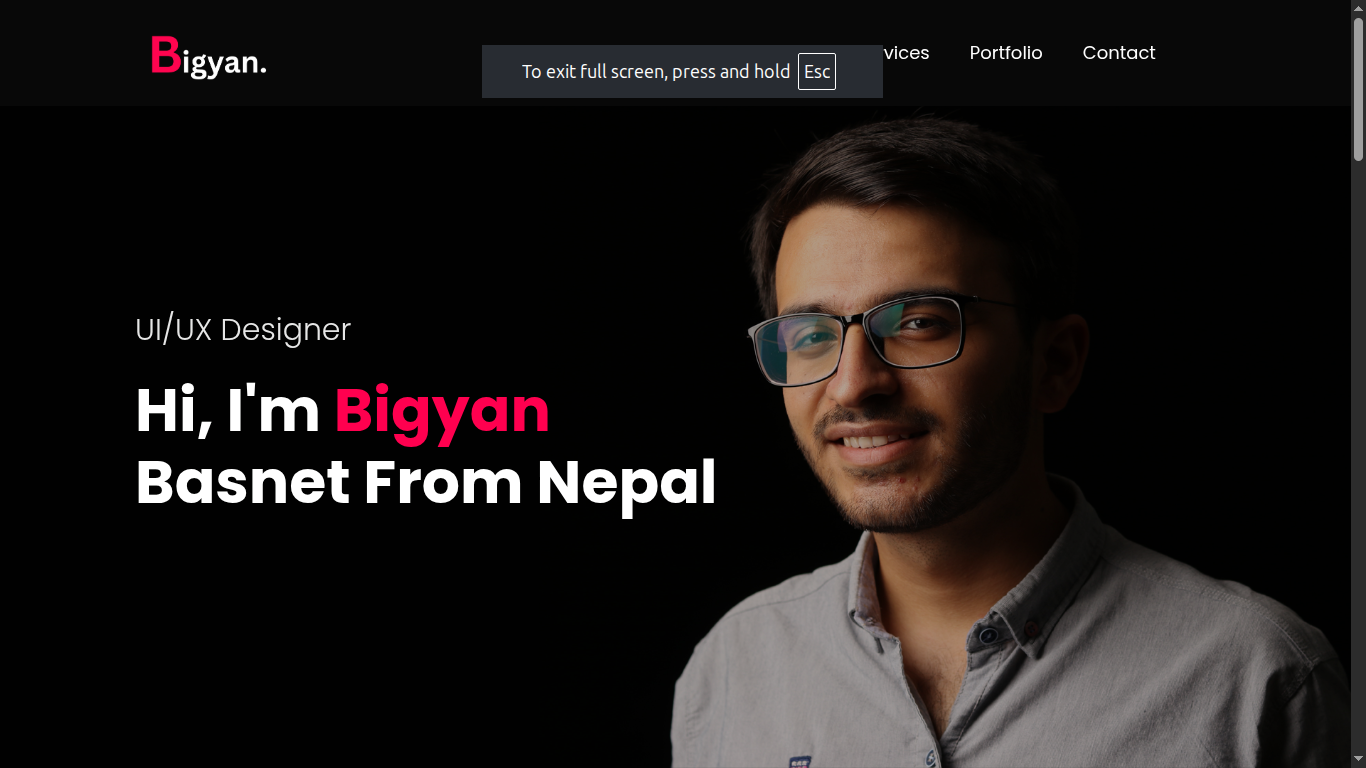 Bigyan.
To exit full screen, press and hold Esc
vices Portfolio Contact
UI/UX Designer
Hi, I'm Bigyan
Basnet From Nepal